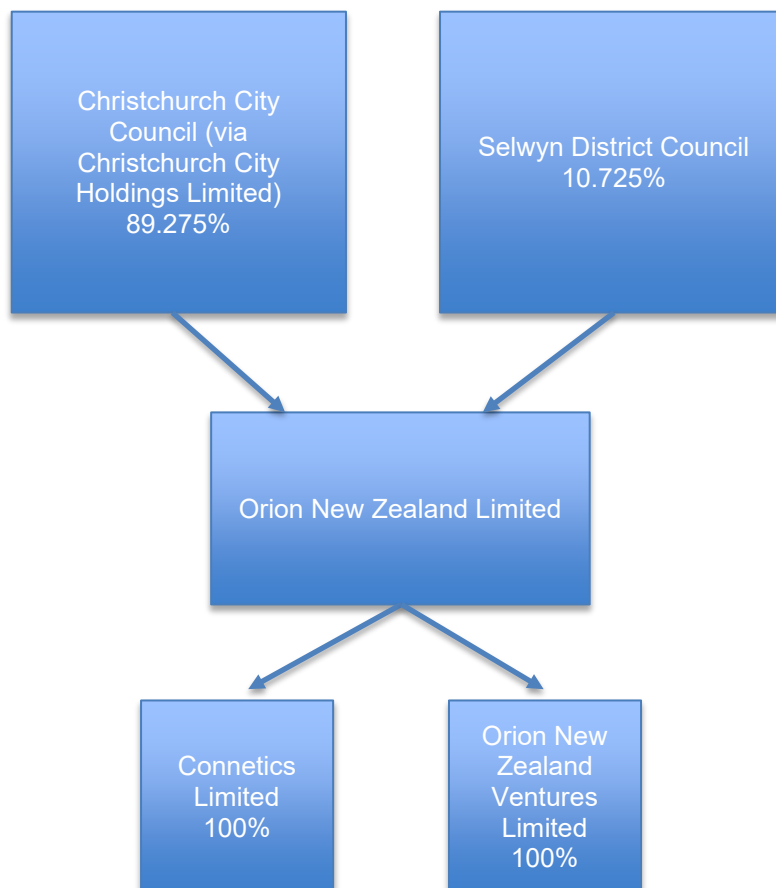 Christchurch City
Council (via
Christchurch City
Holdings Limited)
89.275%
Selwyn District Council
10.725%
Orion New Zealand Limited
Connetics
Limited
100%
Orion New
Zealand
Ventures
Limited
100%